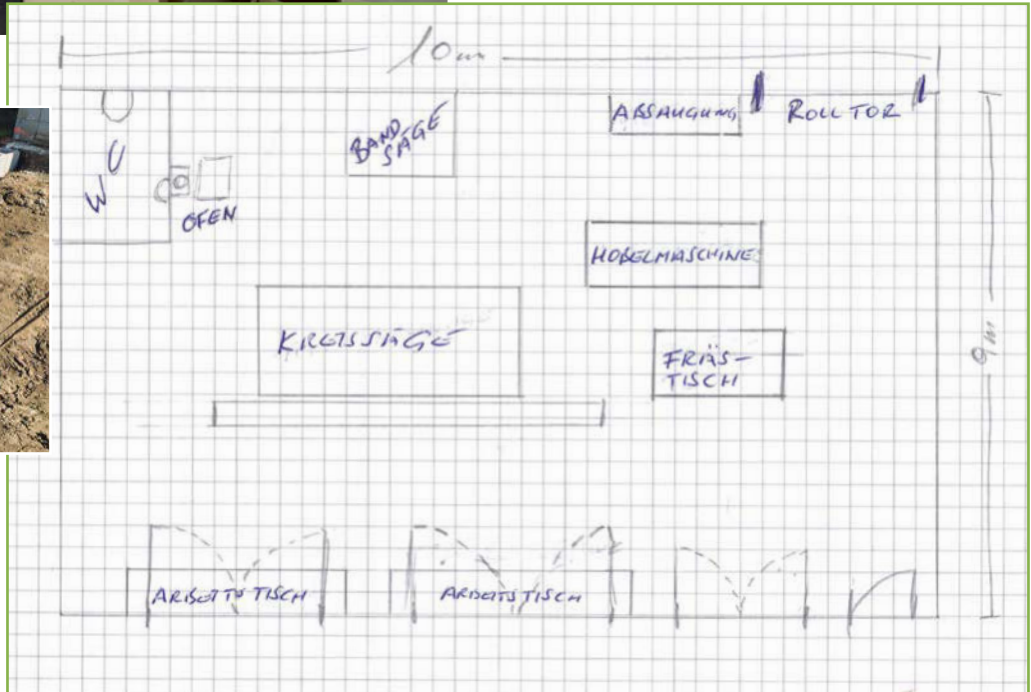 10m
ABSAUGUNG
ROLLTOR
BAND
SÄGE
WC
OFEN
HOBELMASCHINE
KREISSÄGE
FRÄS-
TISCH
9m
ARBEITSTISCH
ARBEITSTISCH